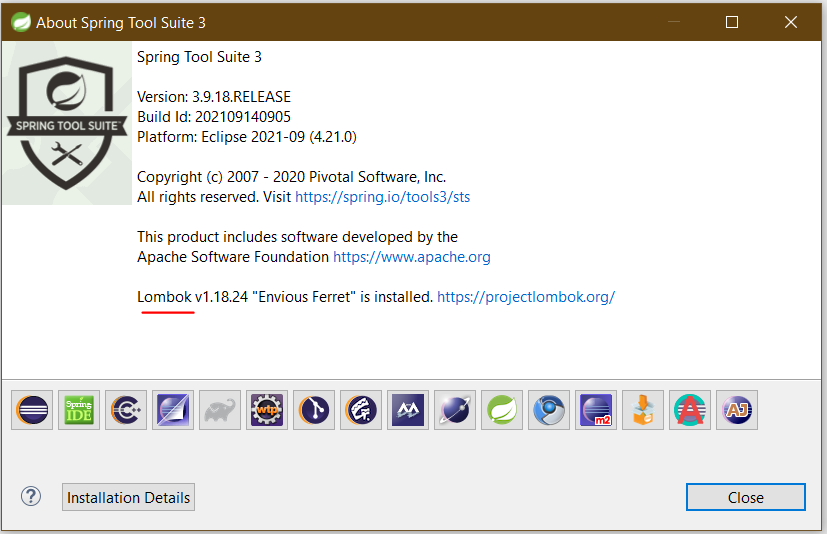 About Spring Tool Suite 3
Spring Tool Suite 3
Version: 3.9.18.RELEASE
Build Id: 202109140905
Platform: Eclipse 2021-09 (4.21.0)
SPRING TOOL SUITE
Copyright (c) 2007 - 2020 Pivotal Software, Inc.
All rights reserved. Visit https://spring.io/tools3/sts
This product includes software developed by the
Apache Software Foundation https://www.apache.org
Lombok v1.18.24 "Envious Ferret" is installed. https://projectlombok.org/
Spring
IDE
C++
wtp
m2
A
AJ
?
Installation Details
Close